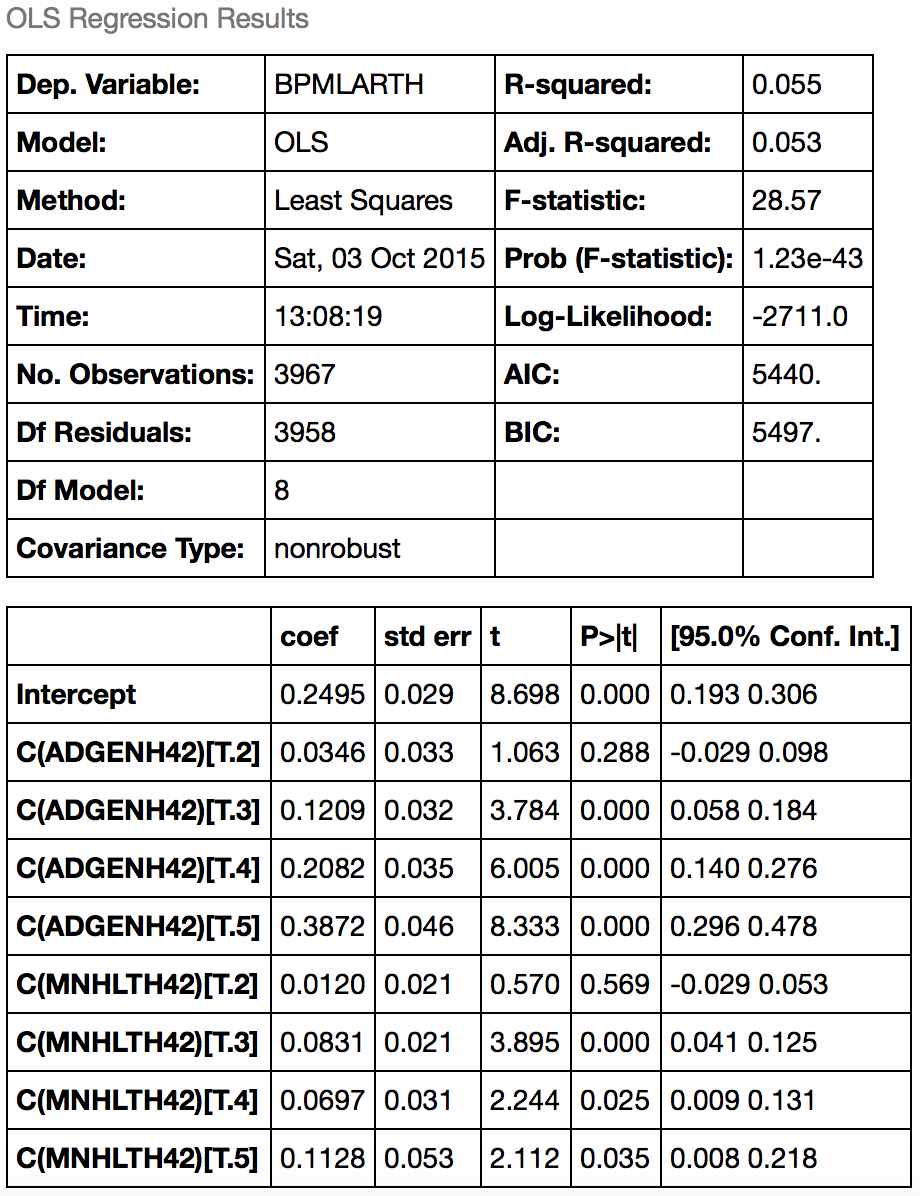 OLS Regression Results
Dep. Variable: BPMLARTH R-squared: 0.055
Model: OLS Adj. R-squared: 0.053
Method: Least Squares F-statistic: 28.57
Date: Sat, 03 Oct 2015 Prob (F-statistic): 1.23e-43
Time: 13:08:19 Log-Likelihood: -2711.0
No. Observations: 3967 AIC: 5440.
Df Residuals: 3958 BIC: 5497.
Df Model: 8
Covariance Type: nonrobust
coef std err t P>|t| [95.0% Conf. Int.]
Intercept 0.2495 0.029 8.698 0.000 0.193 0.306
C(ADGENH42)[T.2] 0.0346 0.033 1.063 0.288 -0.029 0.098
C(ADGENH42)[T.3] 0.1209 0.032 3.784 0.000 0.058 0.184
C(ADGENH42)[T.4] 0.2082 0.035 6.005 0.000 0.140 0.276
C(ADGENH42)[T.5] 0.3872 0.046 8.333 0.000 0.296 0.478
C(MNHLTH42)[T.2] 0.0120 0.021 0.570 0.569 -0.029 0.053
C(MNHLTH42)[T.3] 0.0831 0.021 3.895 0.000 0.041 0.125
C(MNHLTH42)[T.4] 0.0697 0.031 2.244 0.025 0.009 0.131
C(MNHLTH42)[T.5] 0.1128 0.053 2.112 0.035 0.008 0.218